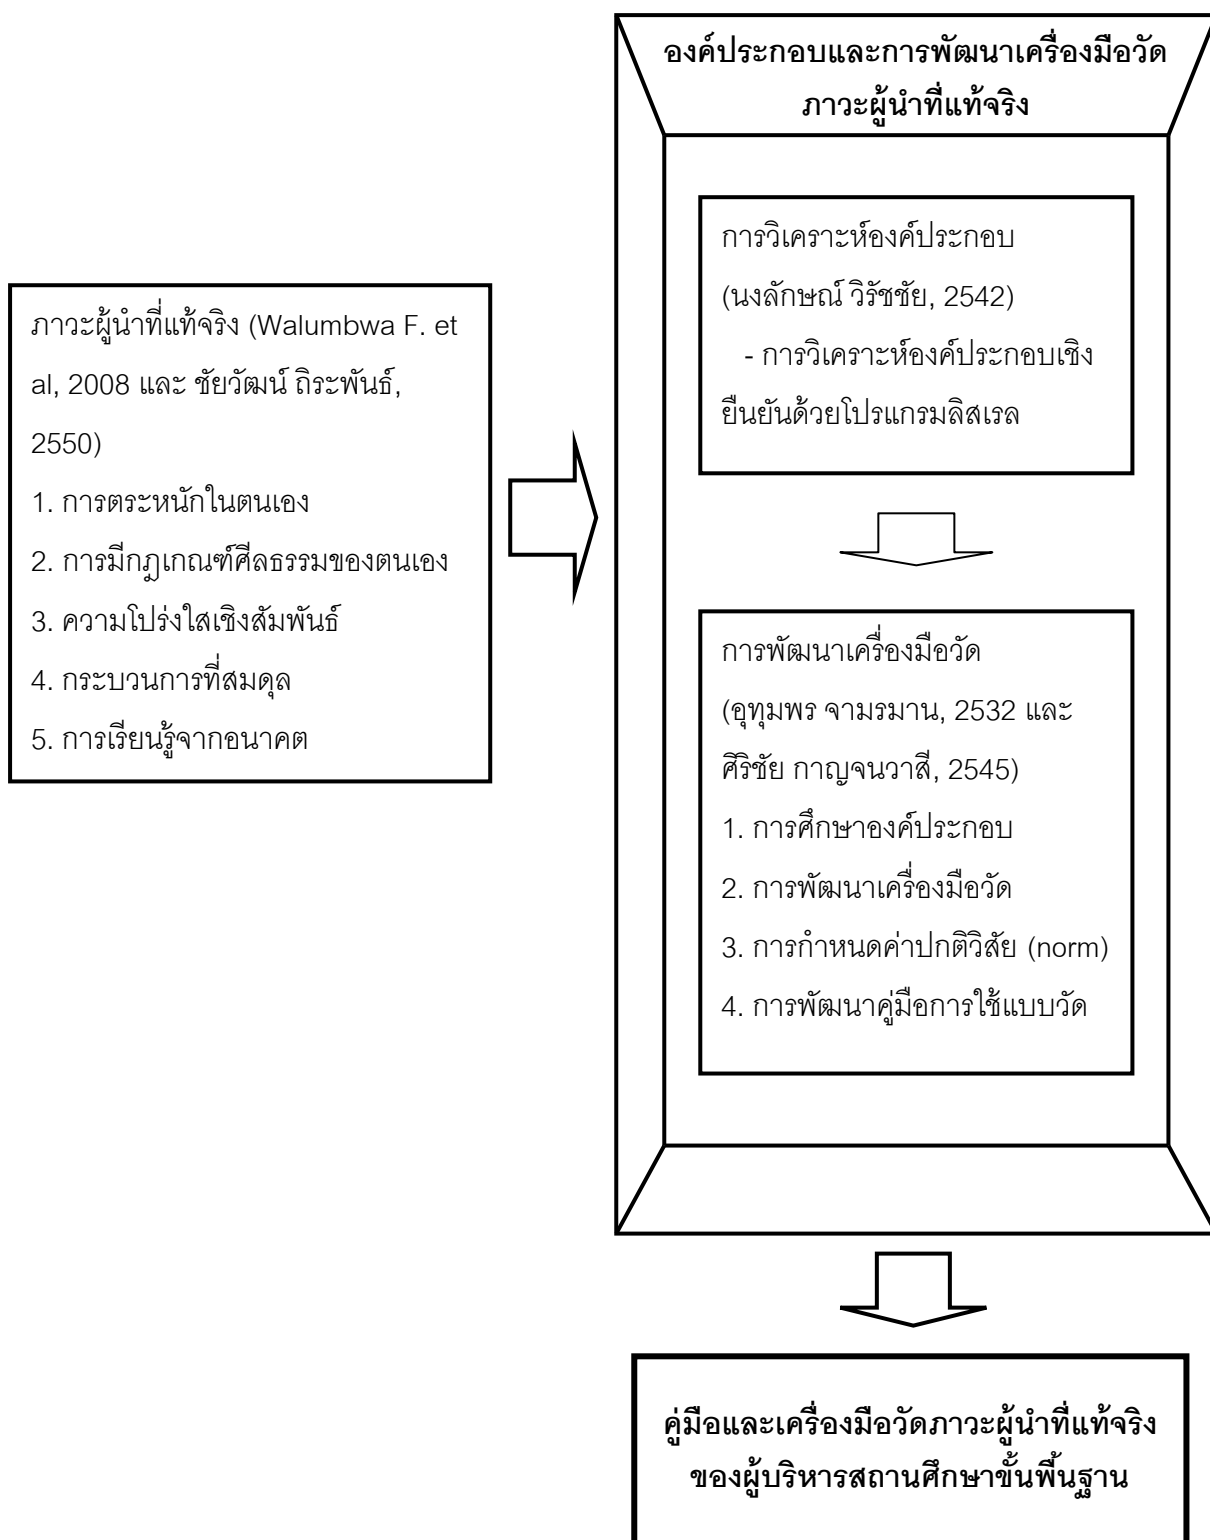 องค์ประกอบและการพัฒนาเครื่องมือวัด
ภาวะผู้นำที่แท้จริง
ภาวะผู้นำที่แท้จริง (Walumbwa F. et
al, 2008 และ ชัยวัฒน์ ถิระพันธ์,
2550)
1. การตระหนักในตนเอง
2. การมีกฎเกณฑ์ศีลธรรมของตนเอง
3. ความโปร่งใสเชิงสัมพันธ์
4. กระบวนการที่สมดุล
5. การเรียนรู้จากอนาคต
การวิเคราะห์องค์ประกอบ
(นงลักษณ์ วิรัชชัย, 2542)
- การวิเคราะห์องค์ประกอบเชิง
ยืนยันด้วยโปรแกรมลิสเรล
การพัฒนาเครื่องมือวัด
(อุทุมพร จามรมาน, 2532 และ
ศิริชัย กาญจนวาสี, 2545)
1. การศึกษาองค์ประกอบ
2. การพัฒนาเครื่องมือวัด
3. การกำหนดค่าปกติวิสัย (norm)
4. การพัฒนาคู่มือการใช้แบบวัด
คู่มือและเครื่องมือวัดภาวะผู้นำที่แท้จริง
ของผู้บริหารสถานศึกษาขั้นพื้นฐาน